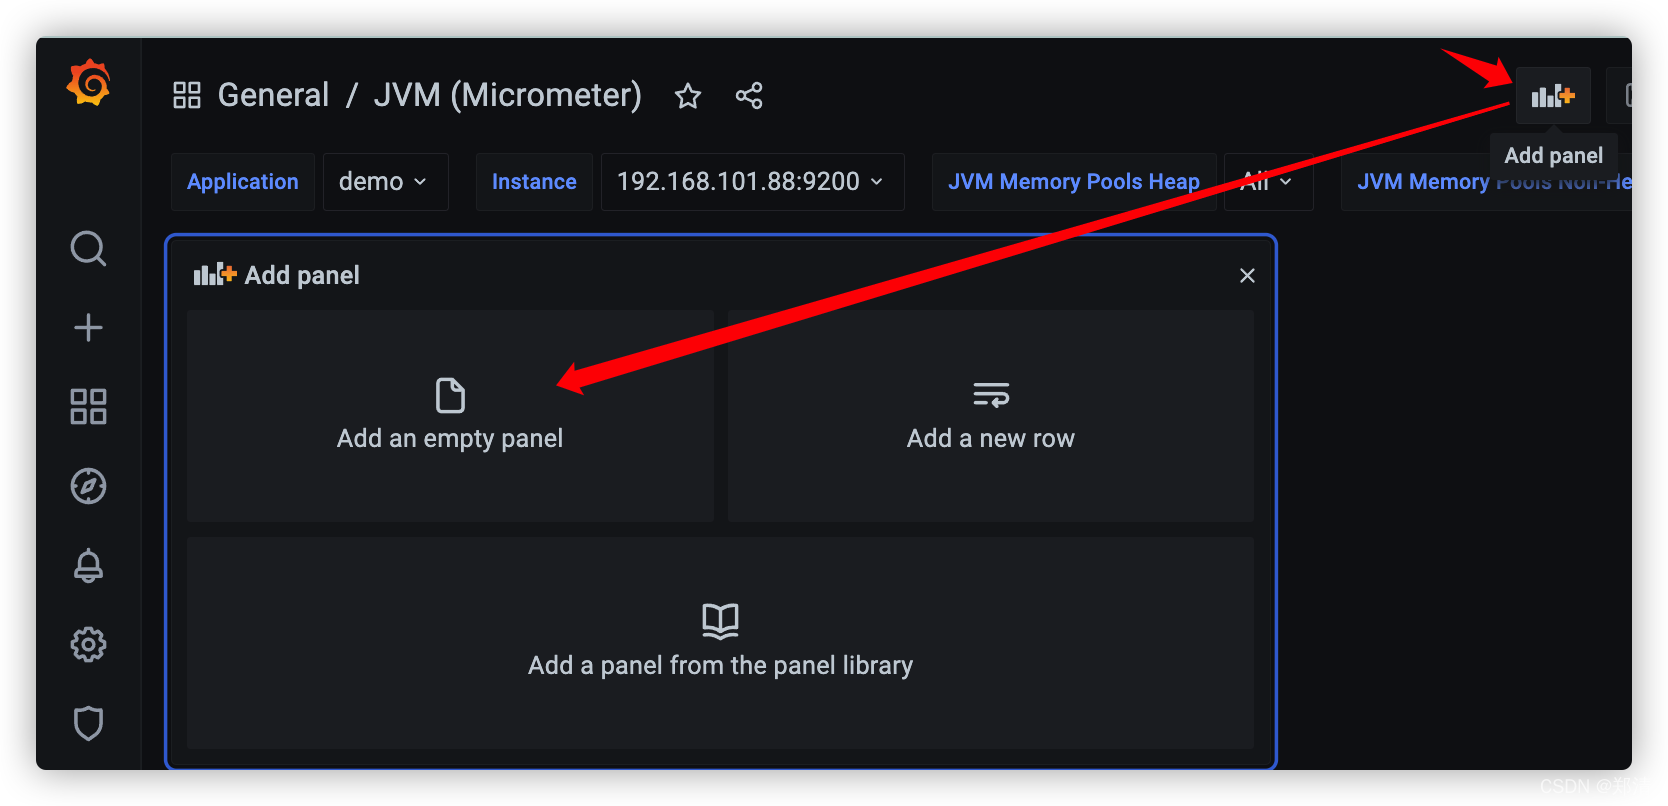 General / JVM (Micrometer)
Add panel
Application demo Instance 192.168.101.88:9200 JVM Memory Pools Heap All JVM Memory Pools Non-He
Add panel
Add an empty panel
Add a new row
Add a panel from the panel library
CSDN @郑